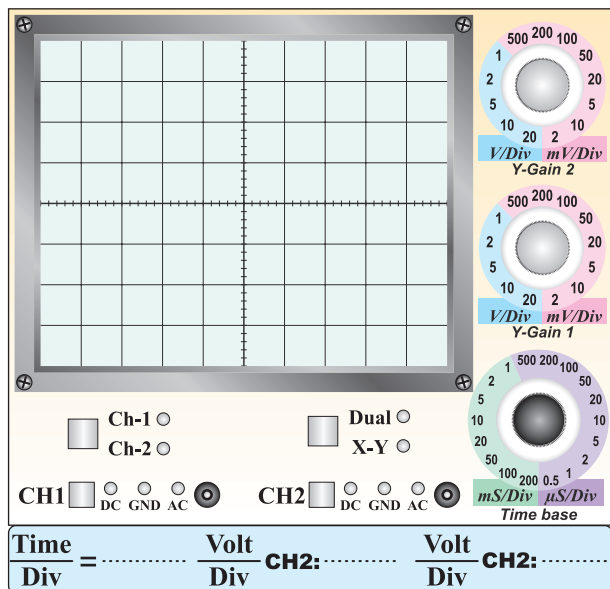 500 200 100
1 50
2 20
5 10
10 20 2
V/Div mV/Div
Y-Gain 2
500 200 100
1 50
2 20
5 10
10 20 2
V/Div mV/Div
Y-Gain 1
1 500 200 100
2 50
5 20
10 10
20 5
50 2
100 200 0.5 1
mS/Div µS/Div
Time base
Ch-1
Ch-2
Dual
X-Y
CH1 DC GND AC
CH2 DC GND AC
Time/Div = ............ Volt/Div CH2: ............ Volt/Div CH2: ............